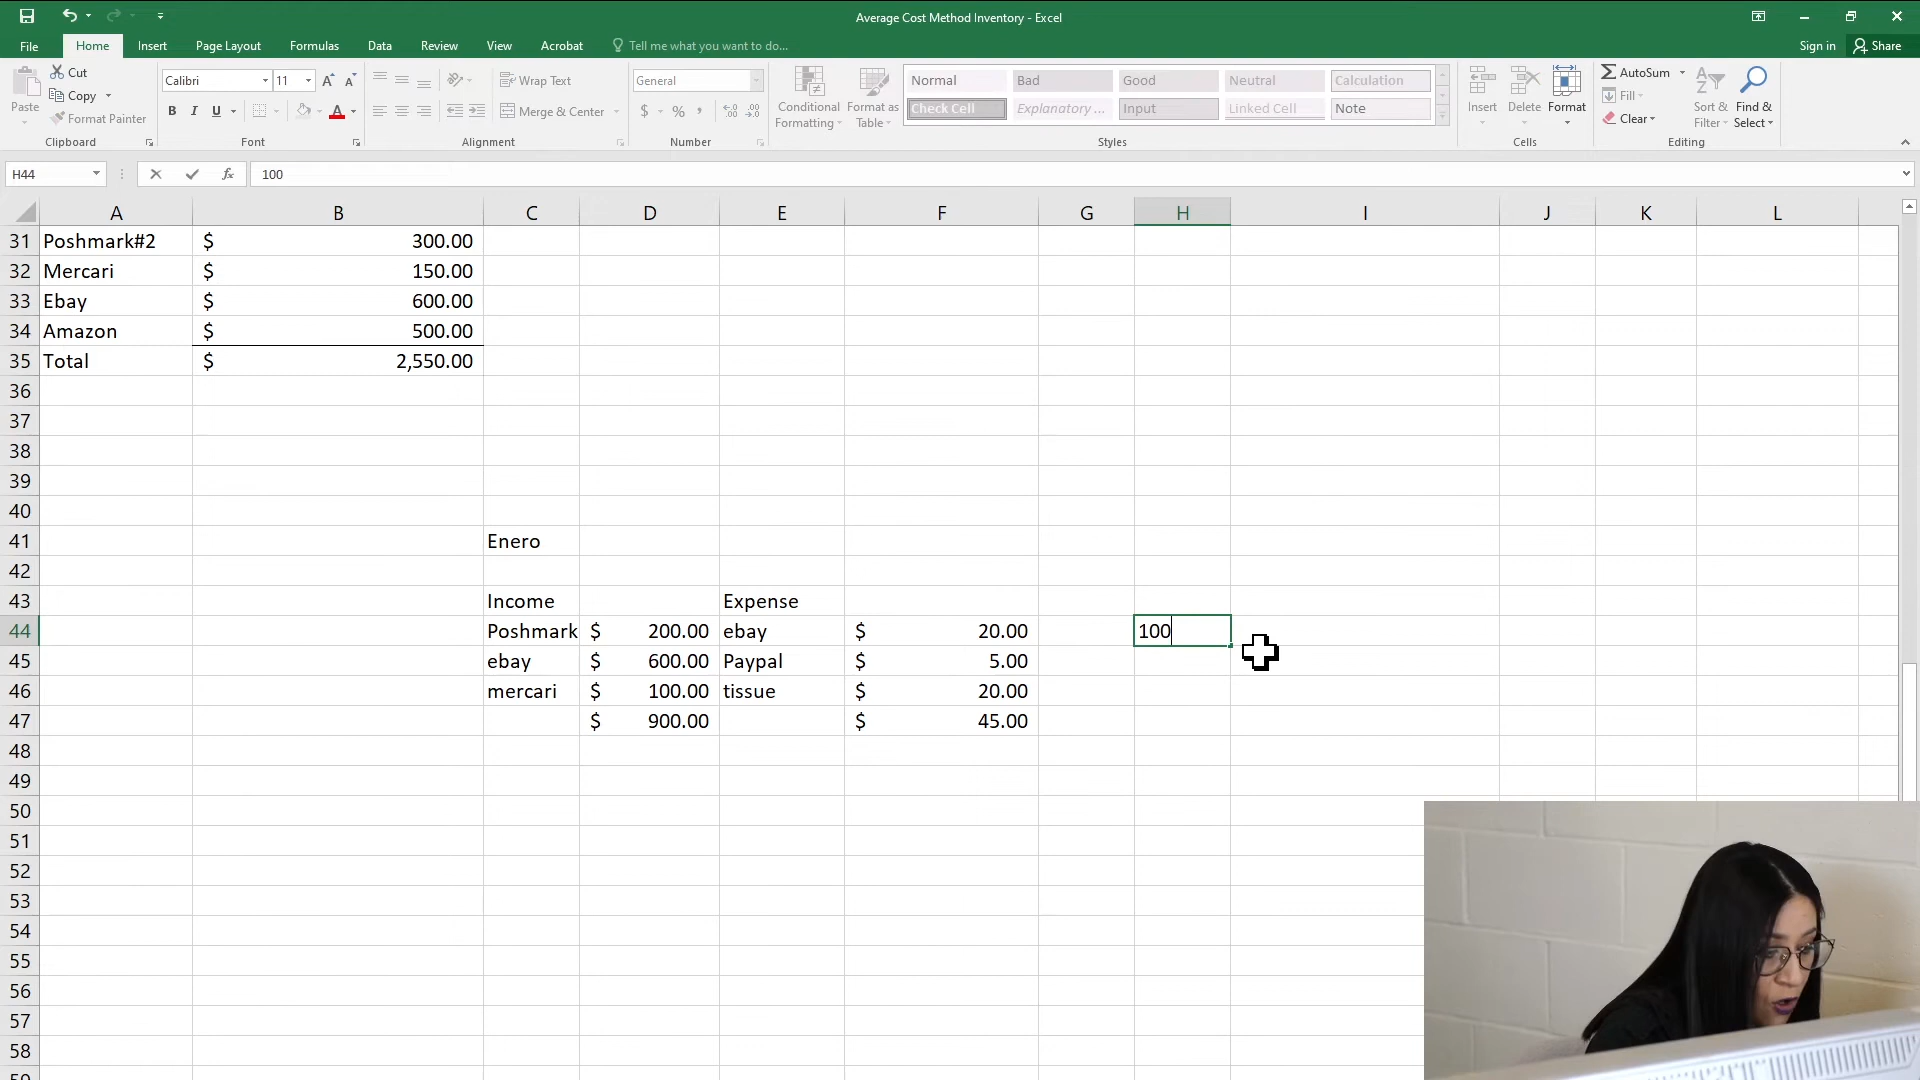 Average Cost Method Inventory - Excel
File Home Insert Page Layout Formulas Data Review View Acrobat Tell me what you want to do... Sign in Share
Paste Cut Copy Format Painter Clipboard
Calibri 11 A A B I U A Font
Wrap Text Merge & Center Alignment
General $ % , Number
Conditional Formatting Format as Table
Normal Bad Good Neutral Calculation
Check Cell Explanatory ... Input Linked Cell Note
Styles
Insert Delete Format Cells
AutoSum Fill Clear Sort & Filter Find & Select Editing
H44 fx 100
A B C D E F G H I J K L
31 Poshmark#2 $ 300.00
32 Mercari $ 150.00
33 Ebay $ 600.00
34 Amazon $ 500.00
35 Total $ 2,550.00
36
37
38
39
40
41 Enero
42
43 Income Expense
44 Poshmark $ 200.00 ebay $ 20.00 100
45 ebay $ 600.00 Paypal $ 5.00
46 mercari $ 100.00 tissue $ 20.00
47 $ 900.00 $ 45.00
48
49
50
51
52
53
54
55
56
57
58